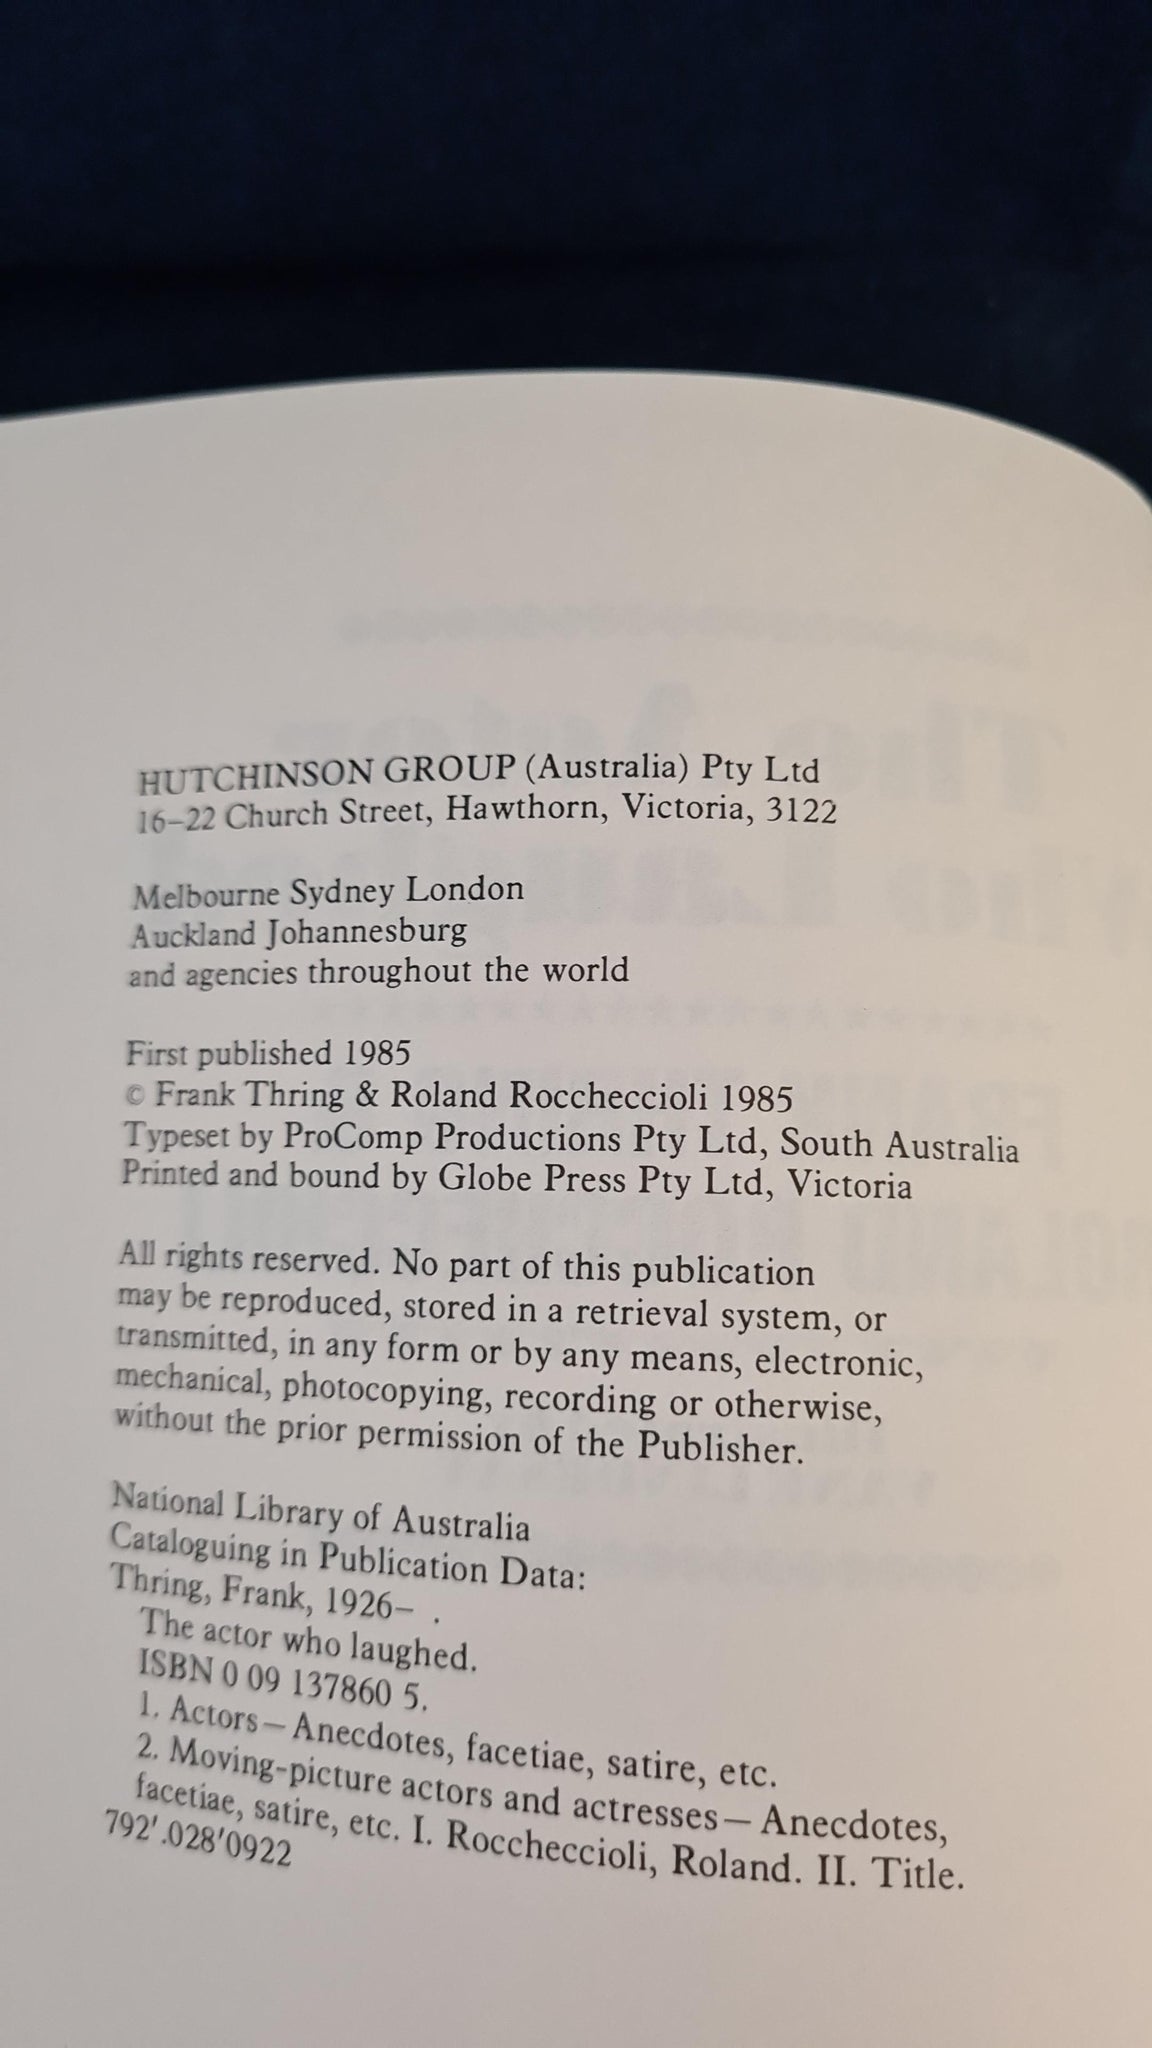 HUTCHINSON GROUP (Australia) Pty Ltd
16–22 Church Street, Hawthorn, Victoria, 3122
Melbourne Sydney London
Auckland Johannesburg
and agencies throughout the world
First published 1985
© Frank Thring & Roland Roccheccioli 1985
Typeset by ProComp Productions Pty Ltd, South Australia
Printed and bound by Globe Press Pty Ltd, Victoria
All rights reserved. No part of this publication
may be reproduced, stored in a retrieval system, or
transmitted, in any form or by any means, electronic,
mechanical, photocopying, recording or otherwise,
without the prior permission of the Publisher.
National Library of Australia
Cataloguing in Publication Data:
Thring, Frank, 1926– .
The actor who laughed.
ISBN 0 09 137860 5.
1. Actors—Anecdotes, facetiae, satire, etc.
2. Moving-picture actors and actresses—Anecdotes,
facetiae, satire, etc. I. Roccheccioli, Roland. II. Title.
792'.028'0922